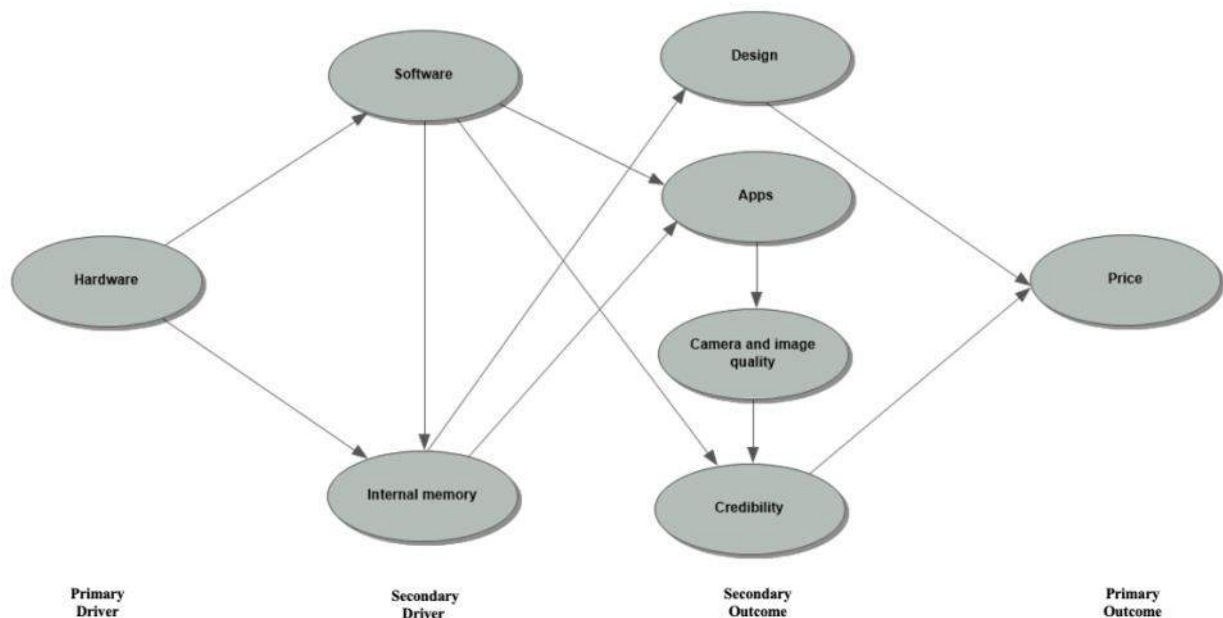 Software
Design
Apps
Hardware
Price
Camera and image
quality
Internal memory
Credibility
Primary
Driver
Secondary
Driver
Secondary
Outcome
Primary
Outcome